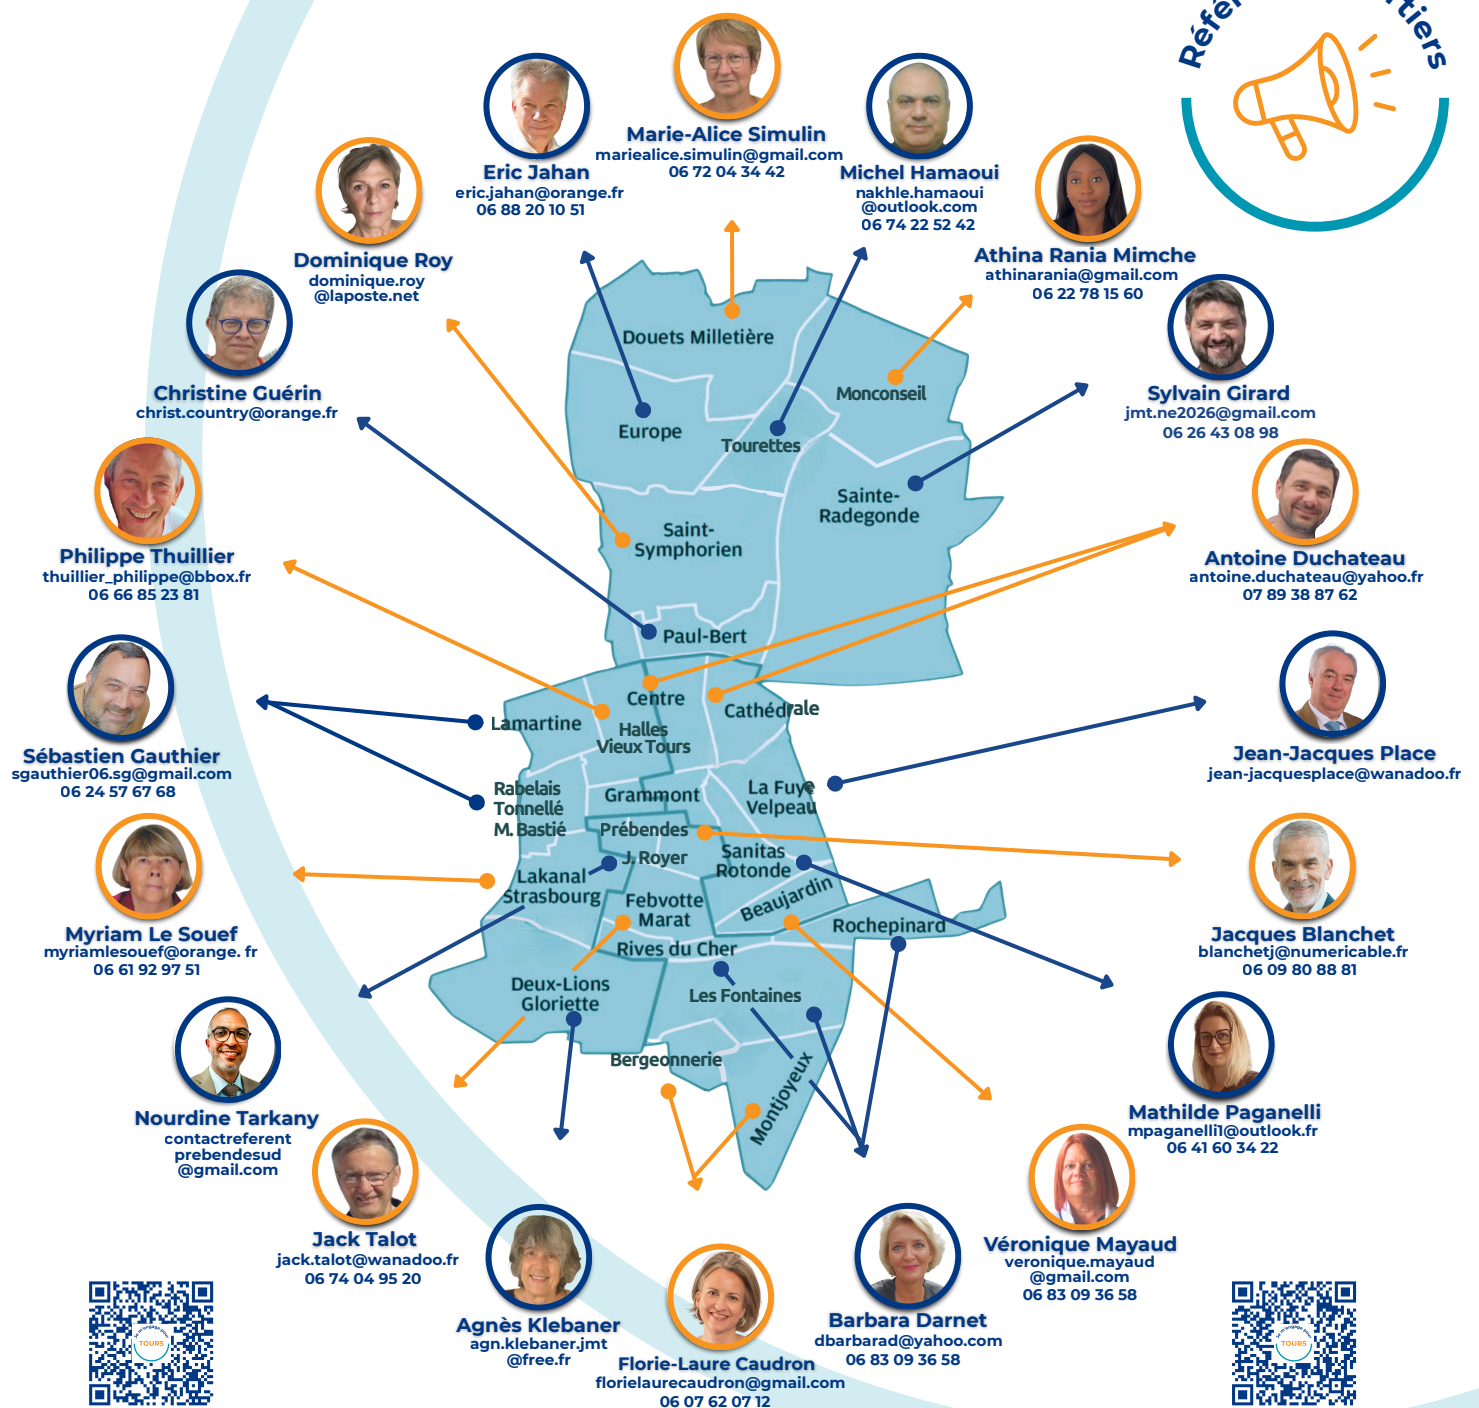 Marie-Alice Simulin
mariealice.simulin@gmail.com
06 72 04 34 42
Eric Jahan
eric.jahan@orange.fr
06 88 20 10 51
Michel Hamaoui
nakhle.hamaoui
@outlook.com
06 74 22 52 42
Dominique Roy
dominique.roy
@laposte.net
Athina Rania Mimche
athinarania@gmail.com
06 22 78 15 60
Christine Guérin
christ.country@orange.fr
Sylvain Girard
jmt.ne2026@gmail.com
06 26 43 08 98
Philippe Thuillier
thuillier_philippe@bbox.fr
06 66 85 23 81
Antoine Duchateau
antoine.duchateau@yahoo.fr
07 89 38 87 62
Sébastien Gauthier
sgauthier06.sg@gmail.com
06 24 57 67 68
Jean-Jacques Place
jean-jacquesplace@wanadoo.fr
Myriam Le Souef
myriamlesouef@orange. fr
06 61 92 97 51
Jacques Blanchet
blanchetj@numericable.fr
06 09 80 88 81
Nourdine Tarkany
contactreferent
prebendesud
@gmail.com
Mathilde Paganelli
mpaganelli1@outlook.fr
06 41 60 34 22
Jack Talot
jack.talot@wanadoo.fr
06 74 04 95 20
Véronique Mayaud
veronique.mayaud
@gmail.com
06 83 09 36 58
Agnès Klebaner
agn.klebaner.jmt
@free.fr
Barbara Darnet
dbarbarad@yahoo.com
06 83 09 36 58
Florie-Laure Caudron
florielaurecaudron@gmail.com
06 07 62 07 12
Douets Milletière
Monconseil
Europe
Tourettes
Sainte-
Radegonde
Saint-
Symphorien
Paul-Bert
Centre
Cathédrale
Lamartine
Halles
Vieux Tours
Rabelais
Tonnellé
M. Bastié
Grammont
La Fuye
Velpeau
Prébendes
J. Royer
Sanitas
Rotonde
Lakanal
Strasbourg
Febvotte
Marat
Beaujardin
Rochepinard
Rives du Cher
Deux-Lions
Gloriette
Les Fontaines
Bergeonnerie
Montjoyeux
Je m'engage pour
TOURS
Je m'engage pour
TOURS